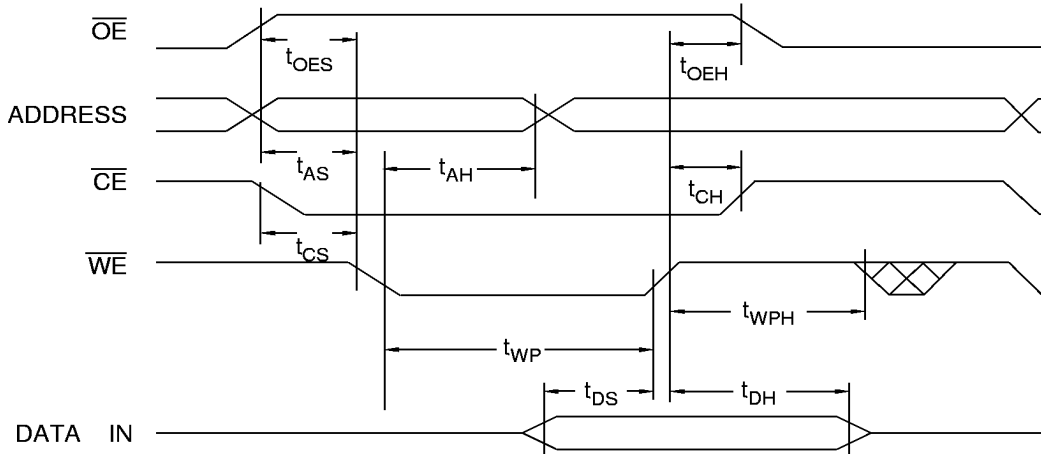 OE
tOES
tOEH
ADDRESS
tAS
tAH
tCH
CE
tCS
WE
tWPH
tWP
tDS
tDH
DATA IN